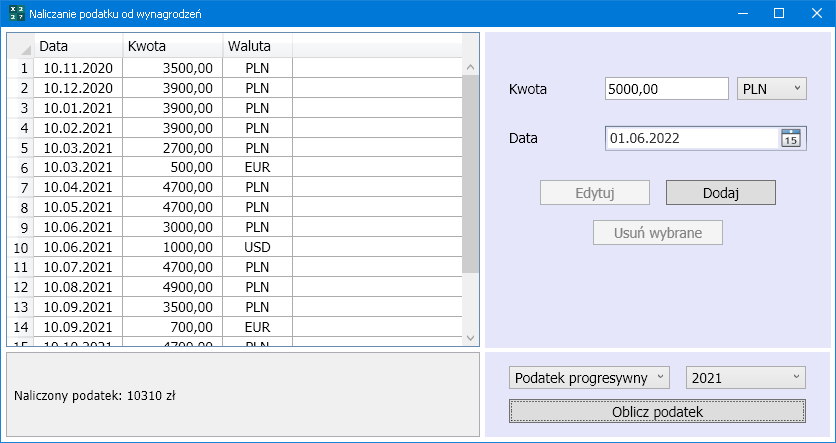 Naliczanie podatku od wynagrodzeń
Data Kwota Waluta
1 10.11.2020 3500,00 PLN
2 10.12.2020 3900,00 PLN
3 10.01.2021 3900,00 PLN
4 10.02.2021 3900,00 PLN
5 10.03.2021 2700,00 PLN
6 10.03.2021 500,00 EUR
7 10.04.2021 4700,00 PLN
8 10.05.2021 4700,00 PLN
9 10.06.2021 3000,00 PLN
10 10.06.2021 1000,00 USD
11 10.07.2021 4700,00 PLN
12 10.08.2021 4900,00 PLN
13 10.09.2021 3500,00 PLN
14 10.09.2021 700,00 EUR
15 10.10.2021 4700,00 PLN
Kwota 5000,00 PLN
Data 01.06.2022 15
Edytuj Dodaj
Usuń wybrane
Naliczony podatek: 10310 zł
Podatek progresywny 2021
Oblicz podatek